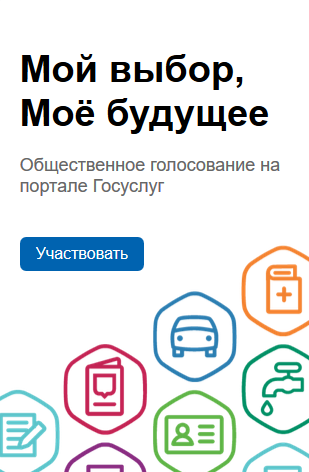 Мой выбор,
Моё будущее
Общественное голосование на
портале Госуслуг
Участвовать